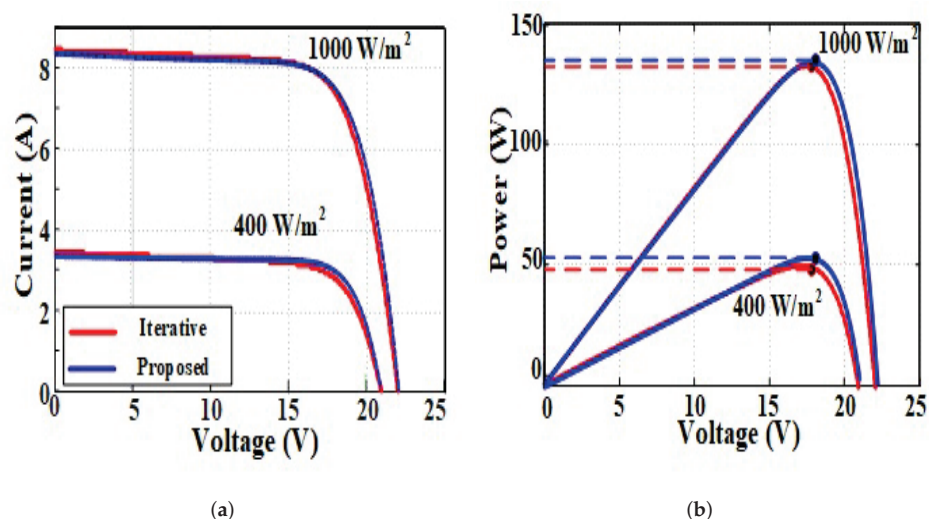 Current (A)
8
6
4
2
0
1000 W/m²
400 W/m²
Iterative
Proposed
0
5
10
15
20
25
Voltage (V)
(a)
Power (W)
150
100
50
0
1000 W/m²
400 W/m²
0
5
10
15
20
25
Voltage (V)
(b)